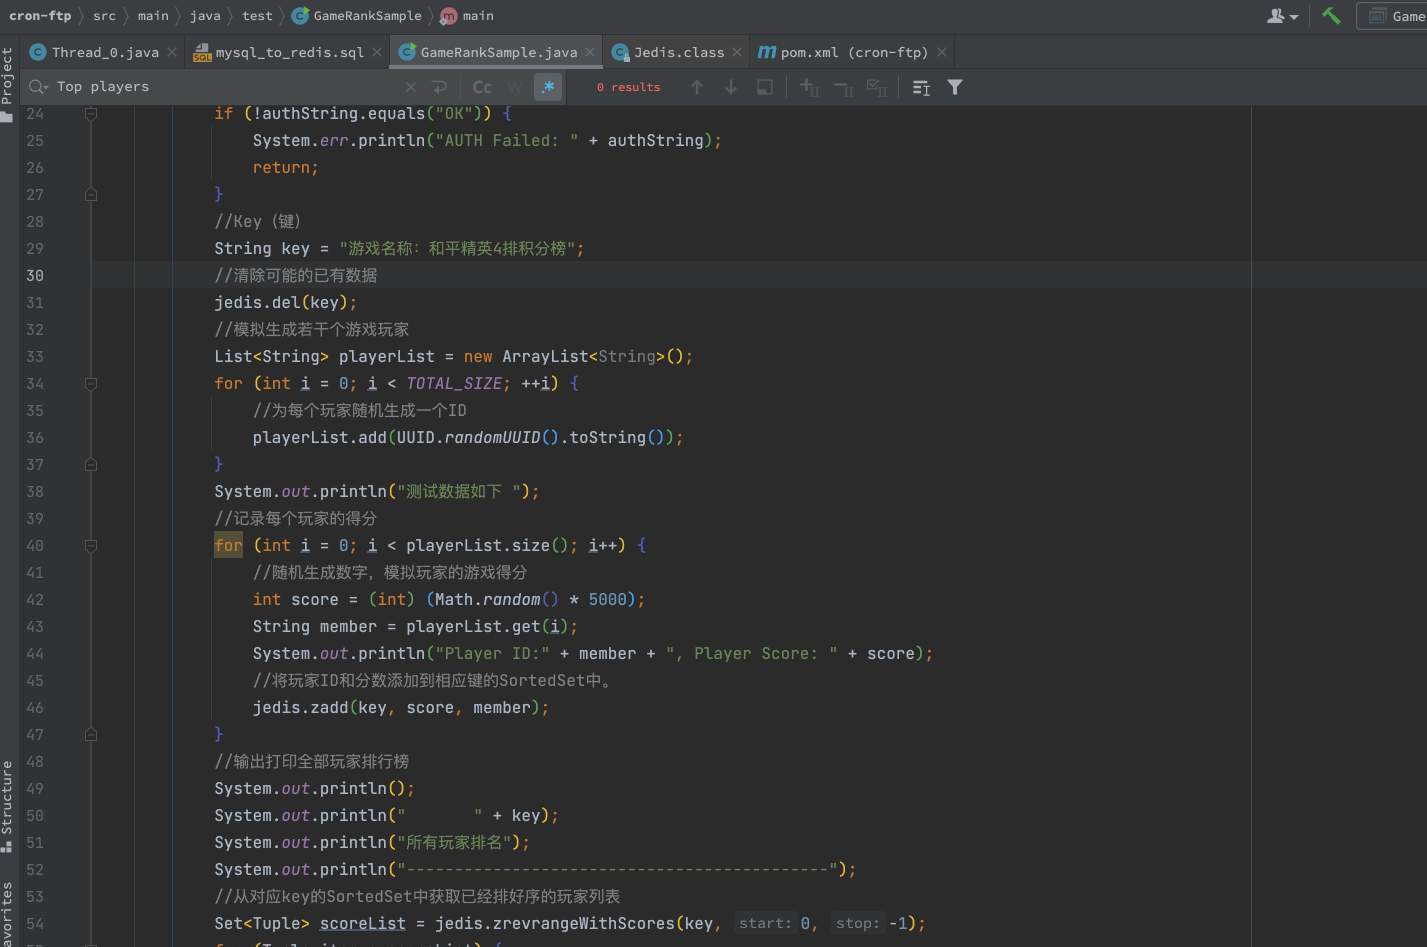 cron-ftp src main java test GameRankSample main Game
Thread_0.java mysql_to_redis.sql GameRankSample.java Jedis.class pom.xml (cron-ftp)
Top players Cc W .* 0 results
Project
24 if (!authString.equals("OK")) {
25 System.err.println("AUTH Failed: " + authString);
26 return;
27 }
28 //Key（键）
29 String key = "游戏名称：和平精英4排积分榜";
30 //清除可能的已有数据
31 jedis.del(key);
32 //模拟生成若干个游戏玩家
33 List<String> playerList = new ArrayList<String>();
34 for (int i = 0; i < TOTAL_SIZE; ++i) {
35 //为每个玩家随机生成一个ID
36 playerList.add(UUID.randomUUID().toString());
37 }
38 System.out.println("测试数据如下 ");
39 //记录每个玩家的得分
40 for (int i = 0; i < playerList.size(); i++) {
41 //随机生成数字，模拟玩家的游戏得分
42 int score = (int) (Math.random() * 5000);
43 String member = playerList.get(i);
44 System.out.println("Player ID:" + member + ", Player Score: " + score);
45 //将玩家ID和分数添加到相应键的SortedSet中。
46 jedis.zadd(key, score, member);
47 }
48 //输出打印全部玩家排行榜
49 System.out.println();
50 System.out.println("       " + key);
51 System.out.println("所有玩家排名");
52 System.out.println("--------------------------------------------");
53 //从对应key的SortedSet中获取已经排好序的玩家列表
54 Set<Tuple> scoreList = jedis.zrevrangeWithScores(key, start: 0, stop: -1);
Structure
avorites